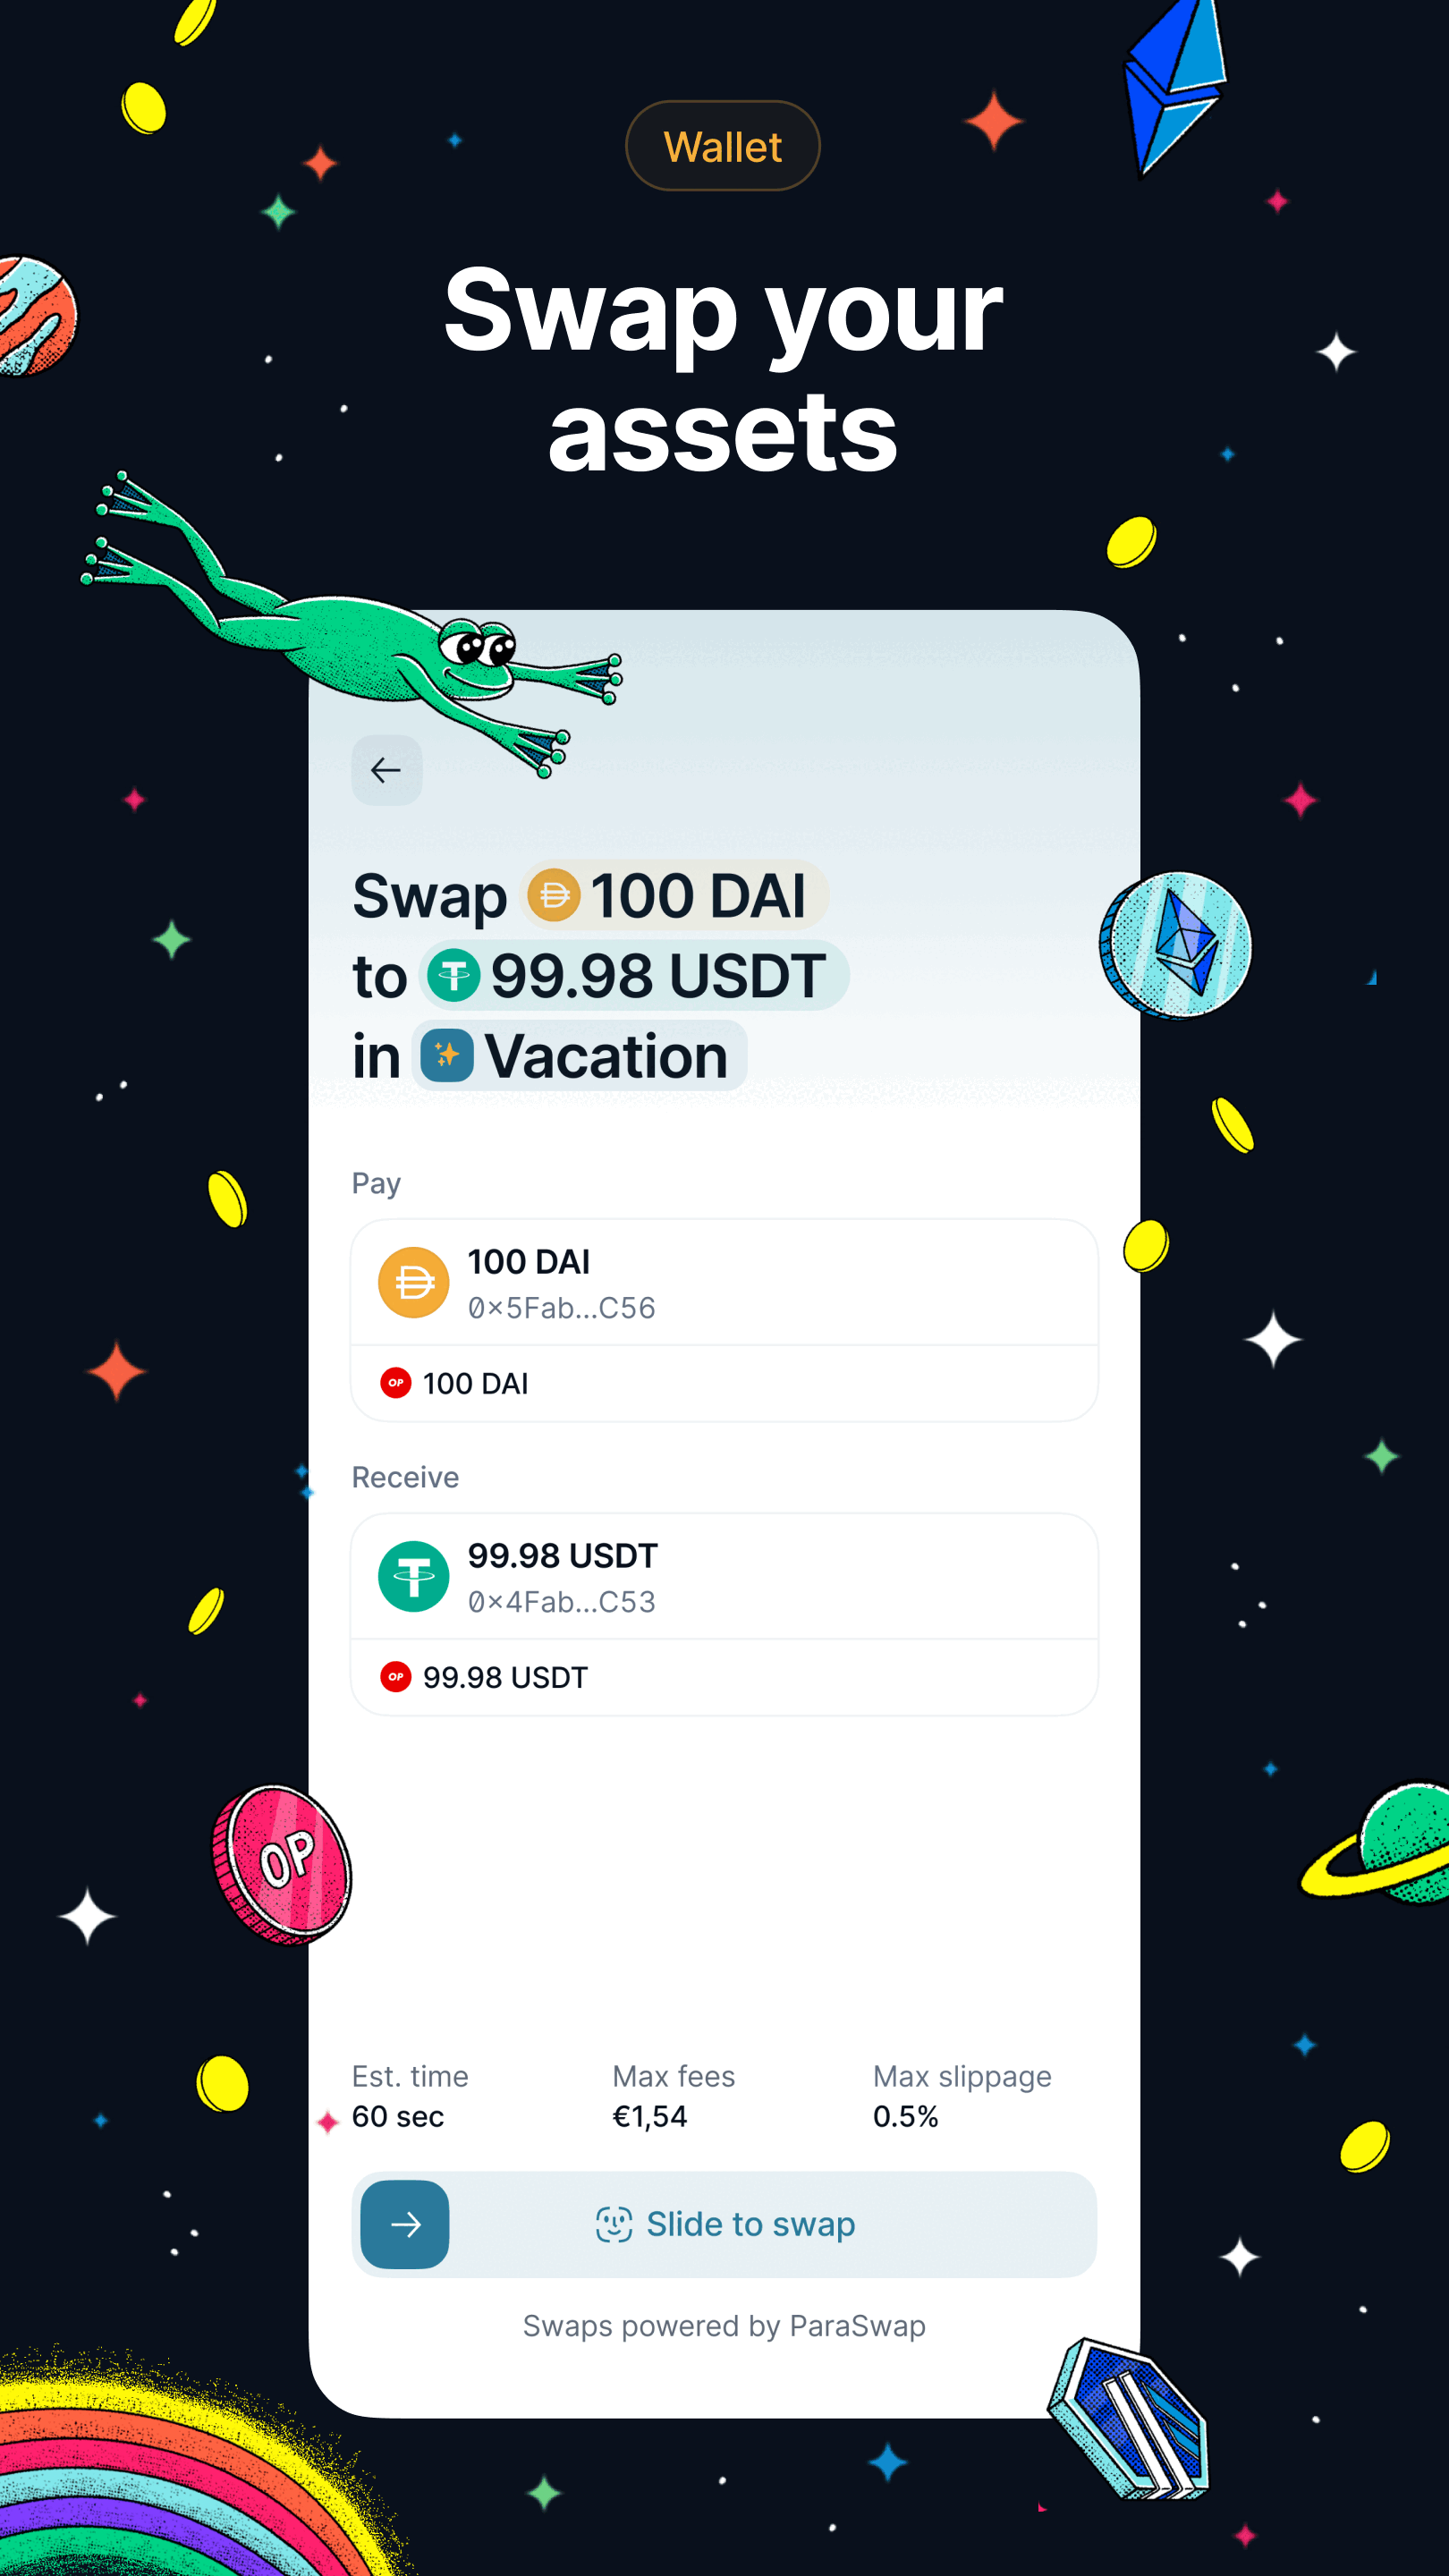 Wallet
Swap your
assets
Swap 100 DAI
to 99.98 USDT
in Vacation
Pay
100 DAI
0×5Fab...C56
OP 100 DAI
Receive
99.98 USDT
0×4Fab...C53
OP 99.98 USDT
OP
Est. time Max fees Max slippage
60 sec €1,54 0.5%
Slide to swap
Swaps powered by ParaSwap